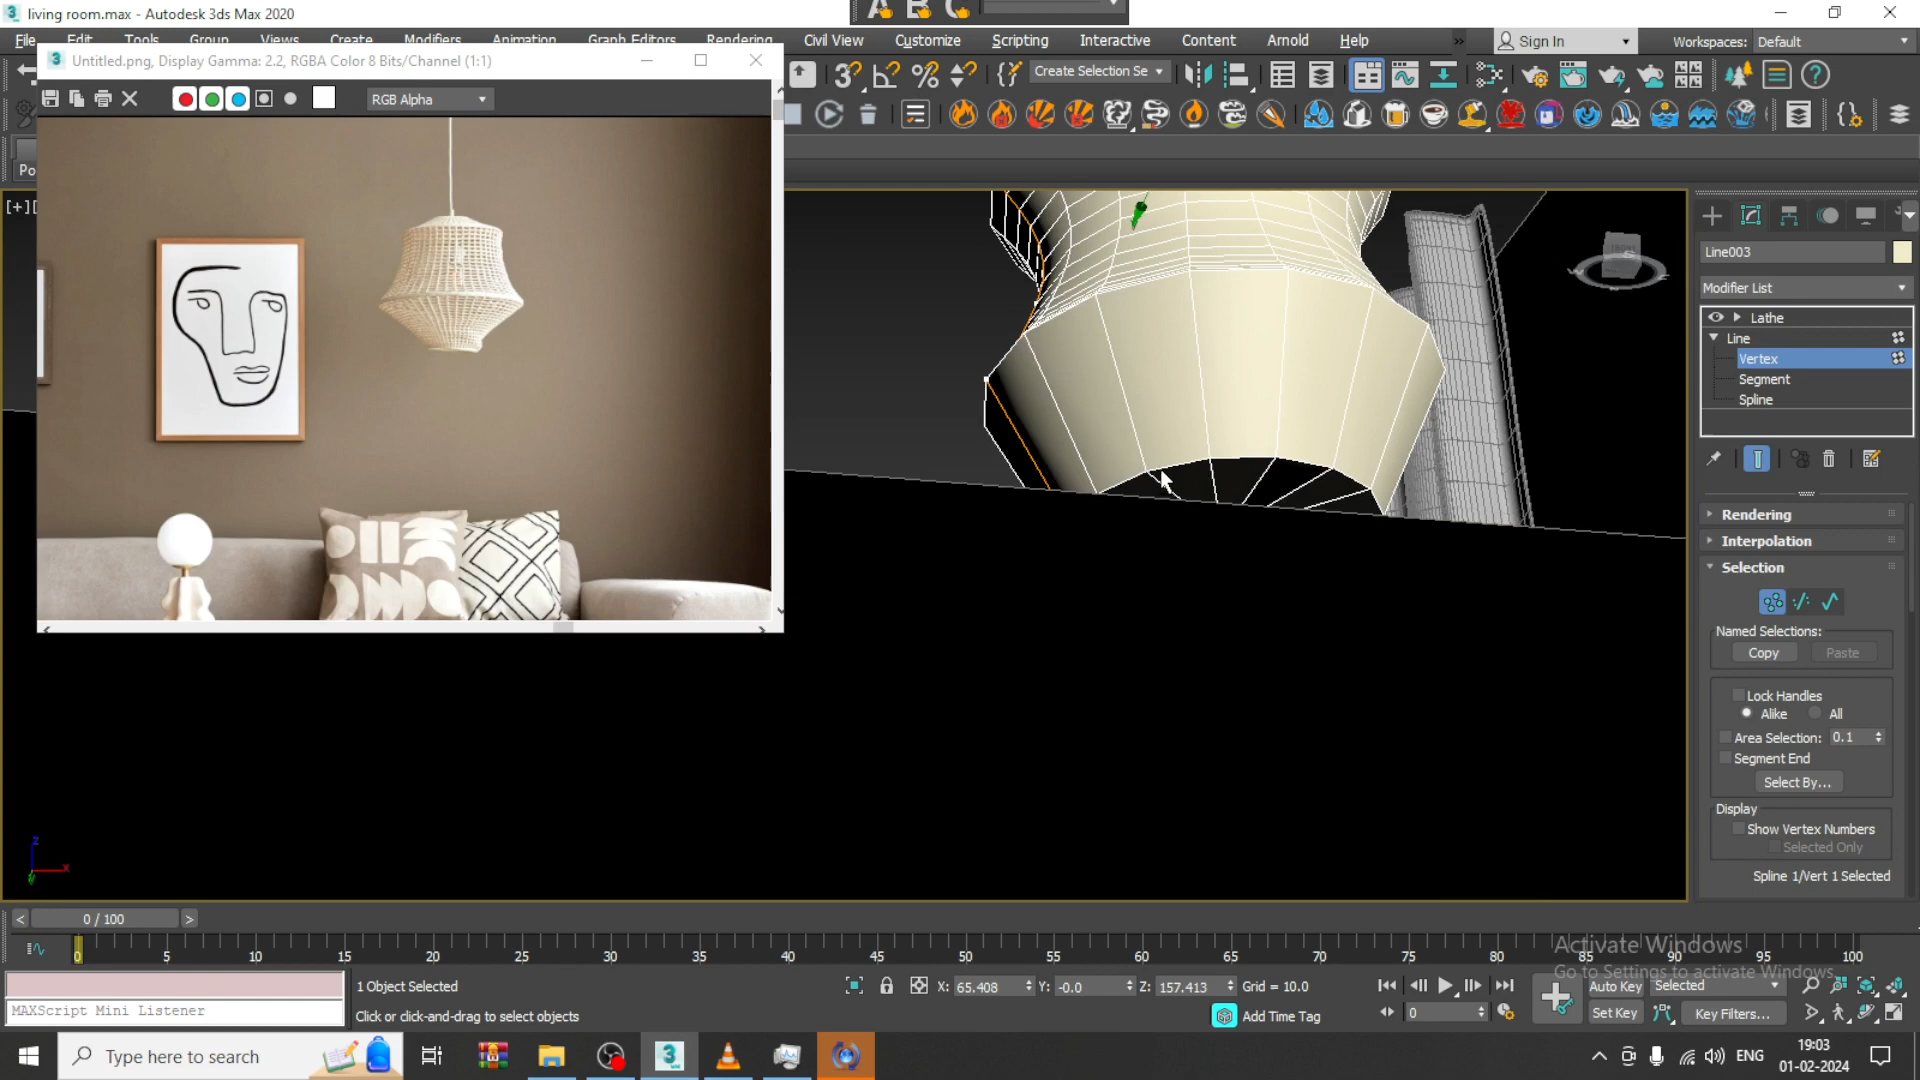 living room.max - Autodesk 3ds Max 2020
File Edit Tools Group Views Create Modifiers Animation Graph Editors Rendering Civil View Customize Scripting Interactive Content Arnold Help
Sign In
Workspaces: Default
Untitled.png, Display Gamma: 2.2, RGBA Color 8 Bits/Channel (1:1)
RGB Alpha
Create Selection Se
Po
[+][
Line003
Modifier List
Lathe
Line
Vertex
Segment
Spline
Rendering
Interpolation
Selection
Named Selections:
Copy
Paste
Lock Handles
Alike
All
Area Selection: 0.1
Segment End
Select By...
Display
Show Vertex Numbers
Selected Only
Spline 1/Vert 1 Selected
z
x
y
< 0 / 100 >
0 5 10 15 20 25 30 35 40 45 50 55 60 65 70 75 80 85 90 95 100
Activate Windows
Go to Settings to activate Windows.
1 Object Selected
X: 65.408 Y: -0.0 Z: 157.413 Grid = 10.0
Auto Key
Selected
MAXScript Mini Listener
Click or click-and-drag to select objects
Add Time Tag
0
Set Key
Key Filters...
Type here to search
ENG
19:03
01-02-2024